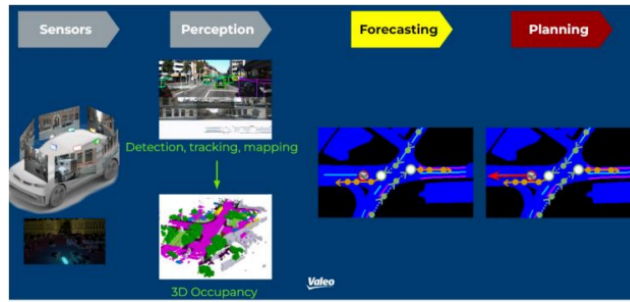 Sensors
Perception
Forecasting
Planning
Detection, tracking, mapping
3D Occupancy
Valeo